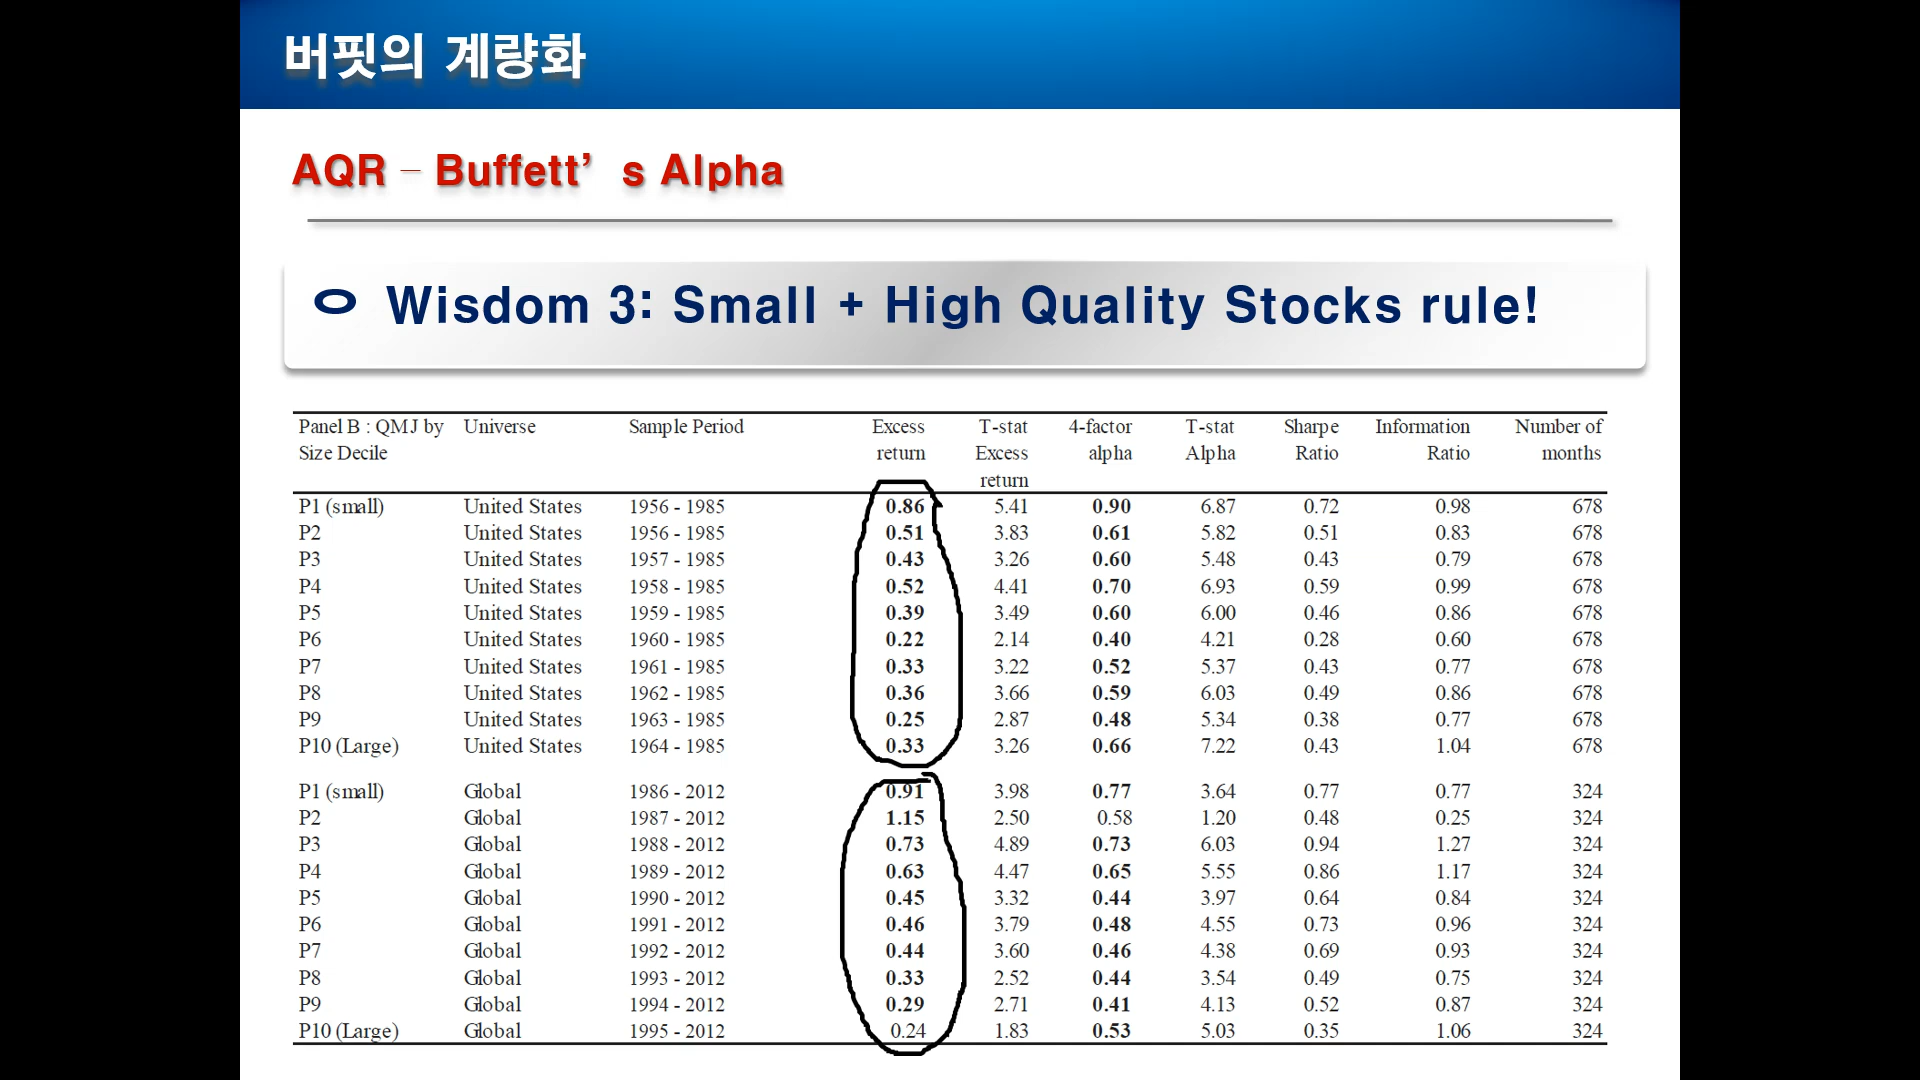 버핏의 계량화
AQR – Buffett’s Alpha
Wisdom 3: Small + High Quality Stocks rule!
Panel B : QMJ by Size Decile Universe Sample Period Excess return T-stat Excess return 4-factor alpha T-stat Alpha Sharpe Ratio Information Ratio Number of months
P1 (small) United States 1956 - 1985 0.86 5.41 0.90 6.87 0.72 0.98 678
P2 United States 1956 - 1985 0.51 3.83 0.61 5.82 0.51 0.83 678
P3 United States 1957 - 1985 0.43 3.26 0.60 5.48 0.43 0.79 678
P4 United States 1958 - 1985 0.52 4.41 0.70 6.93 0.59 0.99 678
P5 United States 1959 - 1985 0.39 3.49 0.60 6.00 0.46 0.86 678
P6 United States 1960 - 1985 0.22 2.14 0.40 4.21 0.28 0.60 678
P7 United States 1961 - 1985 0.33 3.22 0.52 5.37 0.43 0.77 678
P8 United States 1962 - 1985 0.36 3.66 0.59 6.03 0.49 0.86 678
P9 United States 1963 - 1985 0.25 2.87 0.48 5.34 0.38 0.77 678
P10 (Large) United States 1964 - 1985 0.33 3.26 0.66 7.22 0.43 1.04 678
P1 (small) Global 1986 - 2012 0.91 3.98 0.77 3.64 0.77 0.77 324
P2 Global 1987 - 2012 1.15 2.50 0.58 1.20 0.48 0.25 324
P3 Global 1988 - 2012 0.73 4.89 0.73 6.03 0.94 1.27 324
P4 Global 1989 - 2012 0.63 4.47 0.65 5.55 0.86 1.17 324
P5 Global 1990 - 2012 0.45 3.32 0.44 3.97 0.64 0.84 324
P6 Global 1991 - 2012 0.46 3.79 0.48 4.55 0.73 0.96 324
P7 Global 1992 - 2012 0.44 3.60 0.46 4.38 0.69 0.93 324
P8 Global 1993 - 2012 0.33 2.52 0.44 3.54 0.49 0.75 324
P9 Global 1994 - 2012 0.29 2.71 0.41 4.13 0.52 0.87 324
P10 (Large) Global 1995 - 2012 0.24 1.83 0.53 5.03 0.35 1.06 324